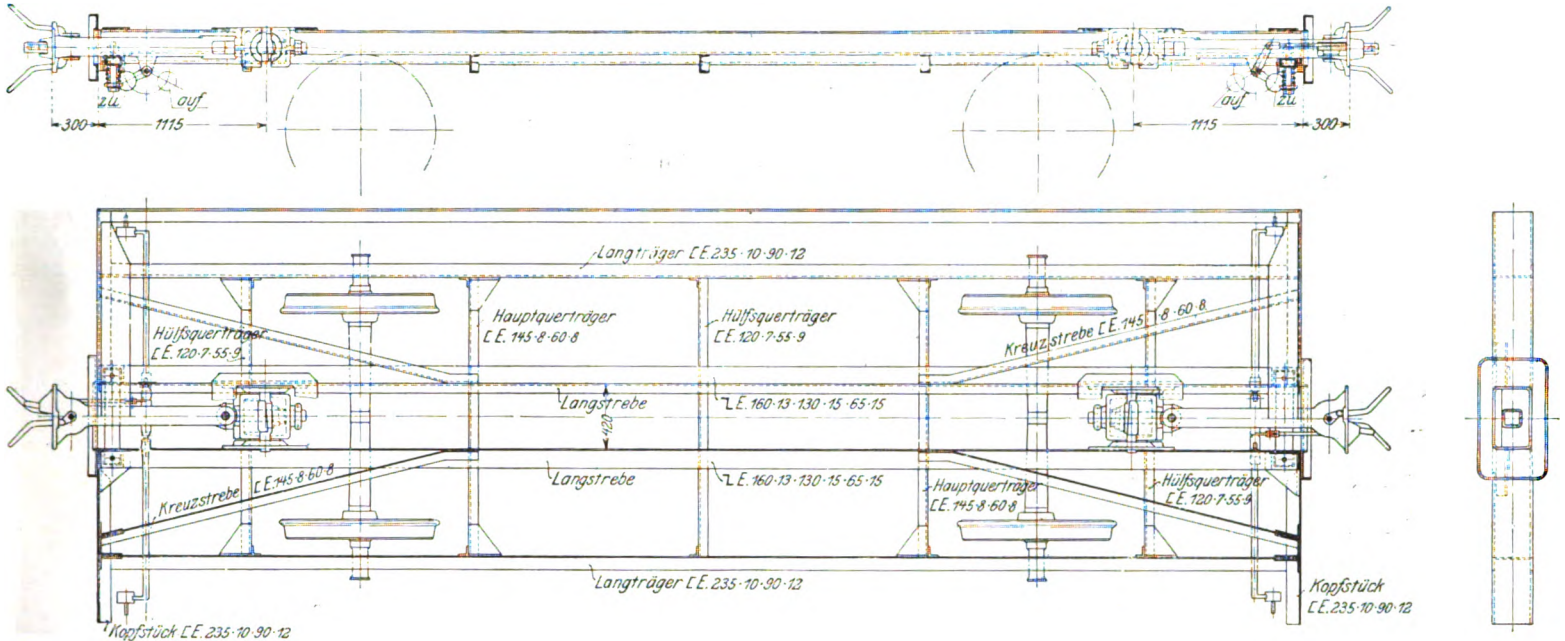 zu
auf
auf
zu
300
1115
1115
300
Langträger [E. 235·10·90·12
Hülfsquerträger
[E. 120·7·55·9
Hauptquerträger
[E. 145·8·60·8
Hülfsquerträger
[E. 120·7·55·9
Kreuzstrebe [E. 145·8·60·8
Langstrebe
420
Z E. 160·13·130·15·65·15
Kreuzstrebe [E. 145·8·60·8
Langstrebe
Z E. 160·13·130·15·65·15
Hauptquerträger
[E. 145·8·60·8
Hülfsquerträger
[E. 120·7·55·9
Langträger [E. 235·10·90·12
Kopfstück
[E. 235·10·90·12
Kopfstück [E. 235·10·90·12